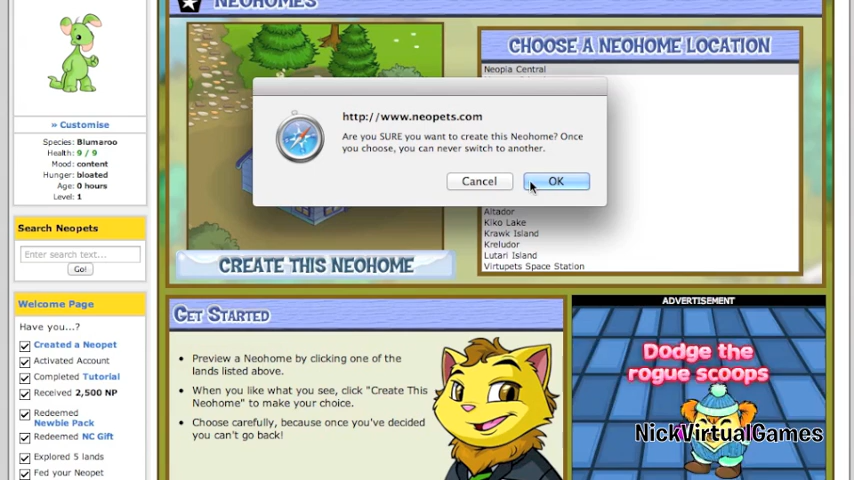 NEOHOMES
CHOOSE A NEOHOME LOCATION
Neopia Central
http://www.neopets.com
Are you SURE you want to create this Neohome? Once
you choose, you can never switch to another.
Cancel
OK
Altador
Kiko Lake
Krawk Island
Kreludor
Lutari Island
Virtupets Space Station
CREATE THIS NEOHOME
» Customise
Species: Blumaroo
Health: 9 / 9
Mood: content
Hunger: bloated
Age: 0 hours
Level: 1
Search Neopets
Enter search text...
Go!
Welcome Page
Have you...?
Created a Neopet
Activated Account
Completed Tutorial
Received 2,500 NP
Redeemed
Newbie Pack
Redeemed NC Gift
Explored 5 lands
Fed your Neopet
GET STARTED
• Preview a Neohome by clicking one of the
lands listed above.
• When you like what you see, click "Create This
Neohome" to make your choice.
• Choose carefully, because once you've decided
you can't go back!
ADVERTISEMENT
Dodge the
rogue scoops
NickVirtualGames